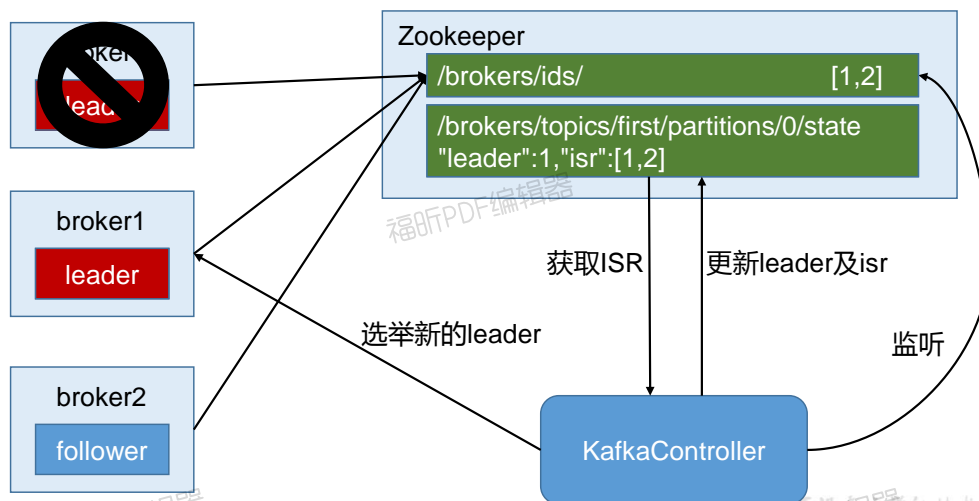 Zookeeper
/brokers/ids/ [1,2]
/brokers/topics/first/partitions/0/state
"leader":1,"isr":[1,2]
福昕PDF编辑器
broker1
leader
获取ISR
更新leader及isr
选举新的leader
监听
broker2
follower
KafkaController